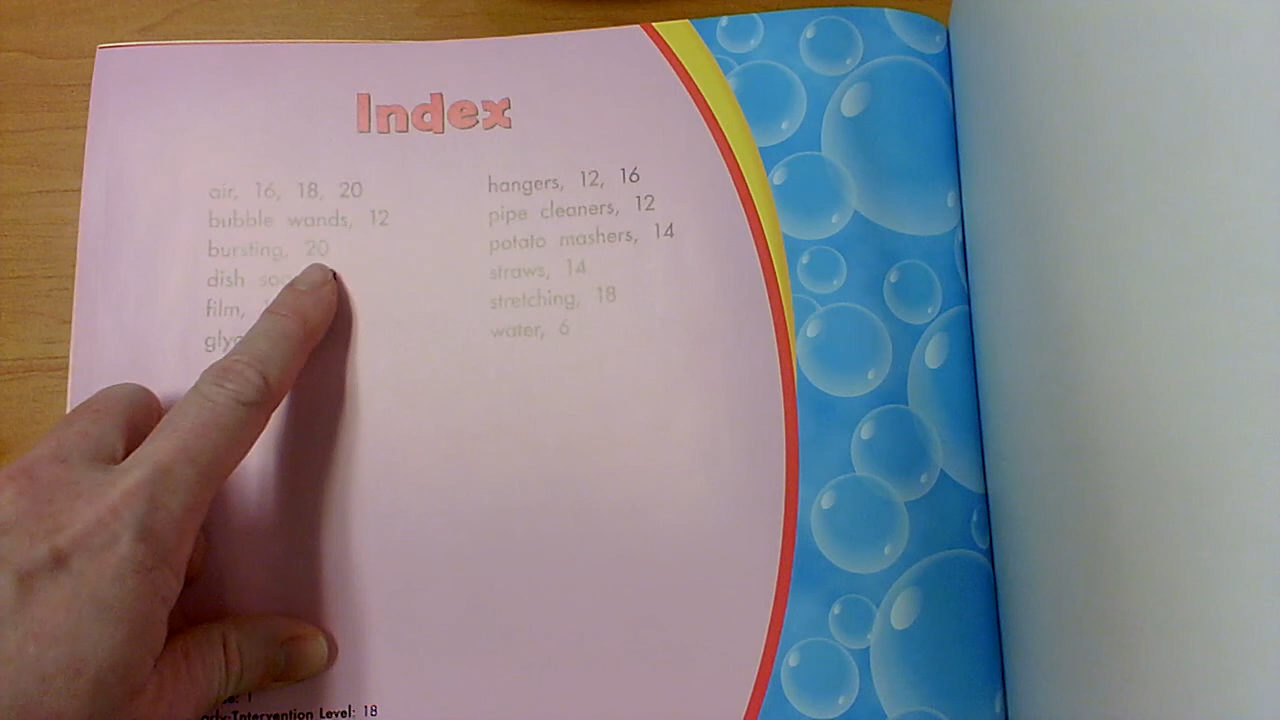 Index
air, 16, 18, 20
bubble wands, 12
bursting, 20
dish
film,
hangers, 12, 16
pipe cleaners, 12
potato mashers, 14
straws, 14
stretching, 18
water, 6
Intervention Level: 18